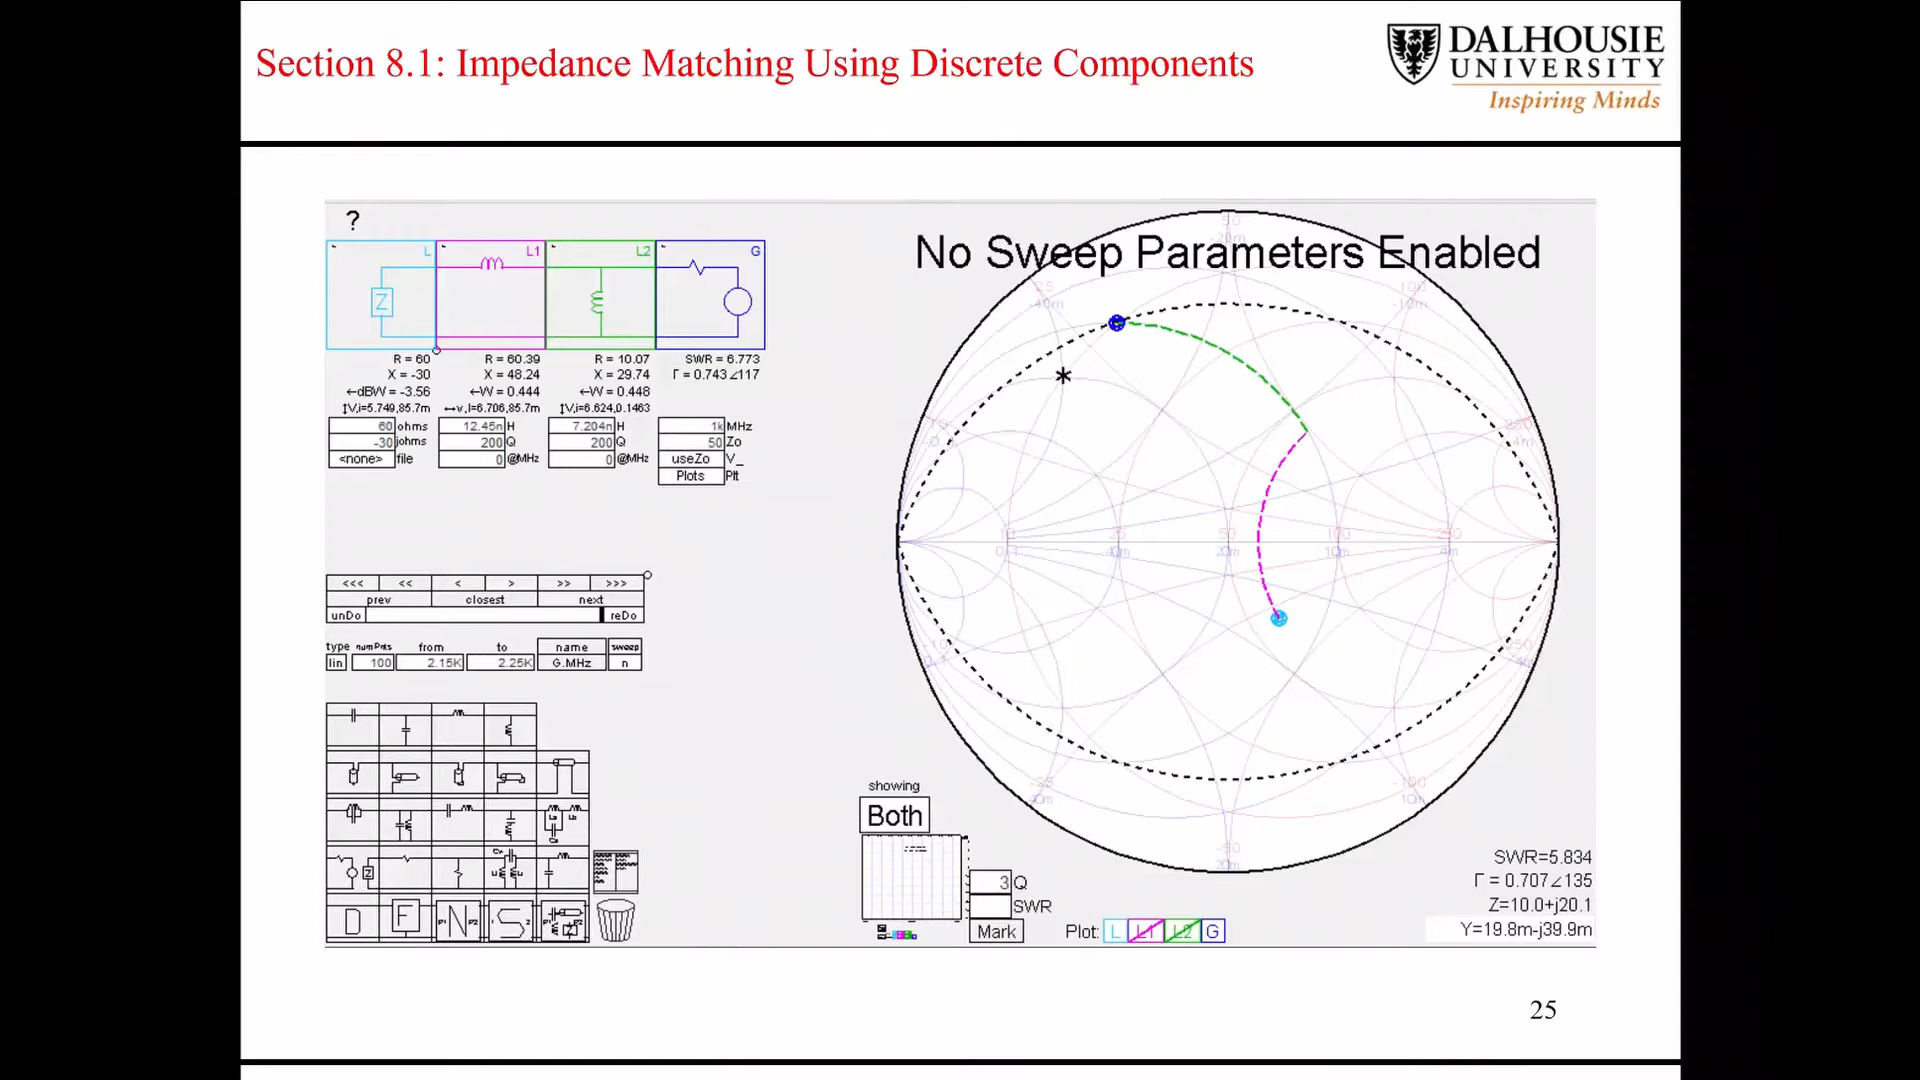 Section 8.1: Impedance Matching Using Discrete Components
DALHOUSIE
UNIVERSITY
Inspiring Minds
?
L L1 L2 G
Z
R = 60 R = 60.39 R = 10.07 SWR = 6.773
X = -30 X = 48.24 X = 29.74 Γ = 0.743∠117
←dBW = -3.56 ←W = 0.444 ←W = 0.448
↕V,i=5.749,85.7m ↔v,I=6.706,85.7m ↕V,i=6.624,0.1463
60 ohms 12.45n H 7.204n H 1k MHz
-30 johms 200 Q 200 Q 50 Zo
<none> file 0 @MHz 0 @MHz useZo V_
Plots Plt
No Sweep Parameters Enabled
<<< << < > >> >>>
prev closest next
unDo reDo
type numPnts from to name sweep
lin 100 2.15K 2.25K G.MHz n
D F N S
showing
Both
3 Q
SWR
Mark
Plot: L L1 L2 G
SWR=5.834
Γ = 0.707∠135
Z=10.0+j20.1
Y=19.8m-j39.9m
25